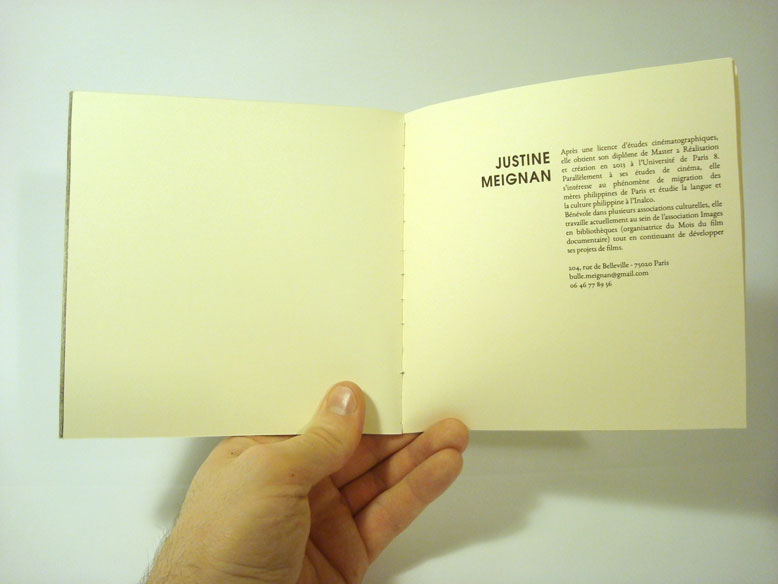 JUSTINE
MEIGNAN
Après une licence d'études cinématographiques,
elle obtient son diplôme de Master 2 Réalisation
et création en 2013 à l'Université de Paris 8.
Parallèlement à ses études de cinéma, elle
s'intéresse au phénomène de migration des
mères philippines de Paris et étudie la langue et
la culture philippine à l'Inalco.
Bénévole dans plusieurs associations culturelles, elle
travaille actuellement au sein de l'association Images
en bibliothèques (organisatrice du Mois du film
documentaire) tout en continuant de développer
ses projets de films.
204, rue de Belleville - 75020 Paris
bulle.meignan@gmail.com
06 46 77 89 56